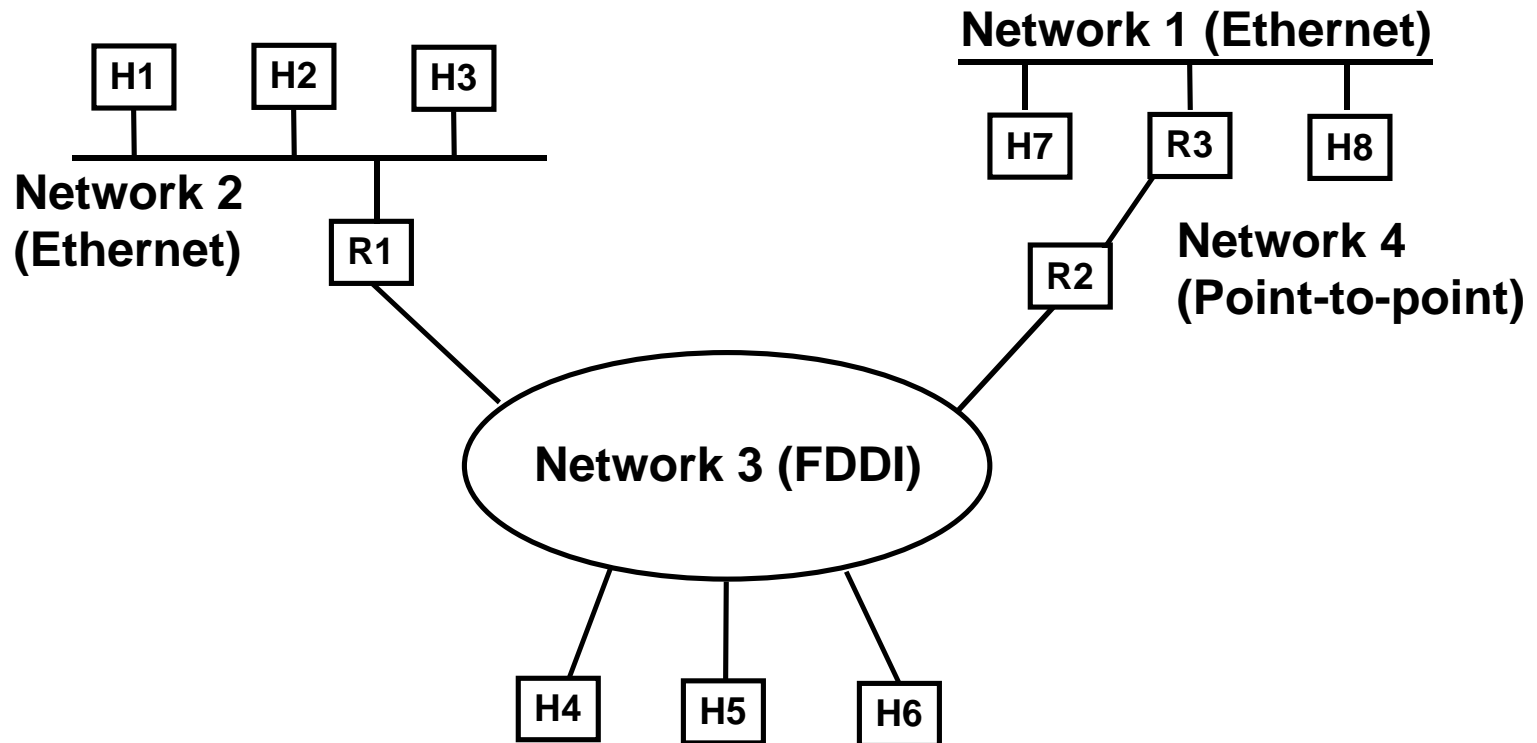 Network 1 (Ethernet)
H1
H2
H3
H7
R3
H8
Network 2
(Ethernet)
R1
R2
Network 4
(Point-to-point)
Network 3 (FDDI)
H4
H5
H6